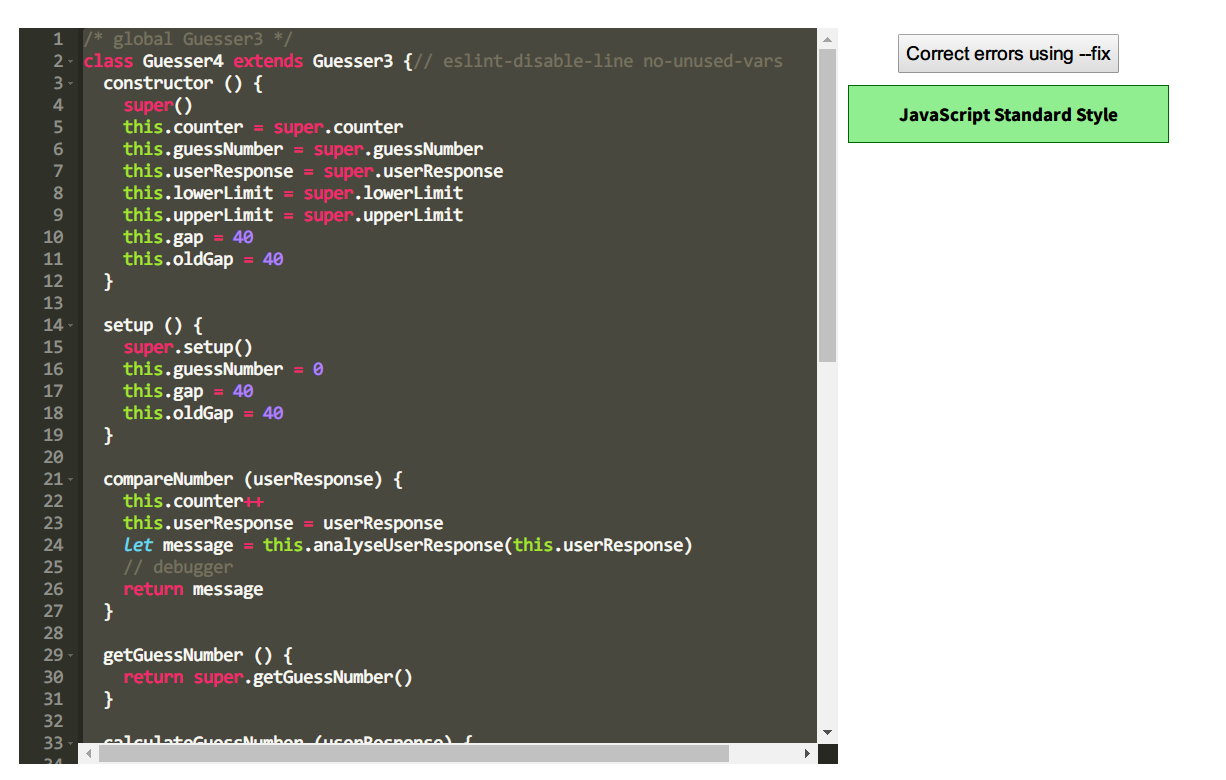 1 /* global Guesser3 */
2 class Guesser4 extends Guesser3 {// eslint-disable-line no-unused-vars
3 constructor () {
4 super()
5 this.counter = super.counter
6 this.guessNumber = super.guessNumber
7 this.userResponse = super.userResponse
8 this.lowerLimit = super.lowerLimit
9 this.upperLimit = super.upperLimit
10 this.gap = 40
11 this.oldGap = 40
12 }
13
14 setup () {
15 super.setup()
16 this.guessNumber = 0
17 this.gap = 40
18 this.oldGap = 40
19 }
20
21 compareNumber (userResponse) {
22 this.counter++
23 this.userResponse = userResponse
24 let message = this.analyseUserResponse(this.userResponse)
25 // debugger
26 return message
27 }
28
29 getGuessNumber () {
30 return super.getGuessNumber()
31 }
32
33 calculateGuessNumber (userResponse) {
34
Correct errors using --fix
JavaScript Standard Style